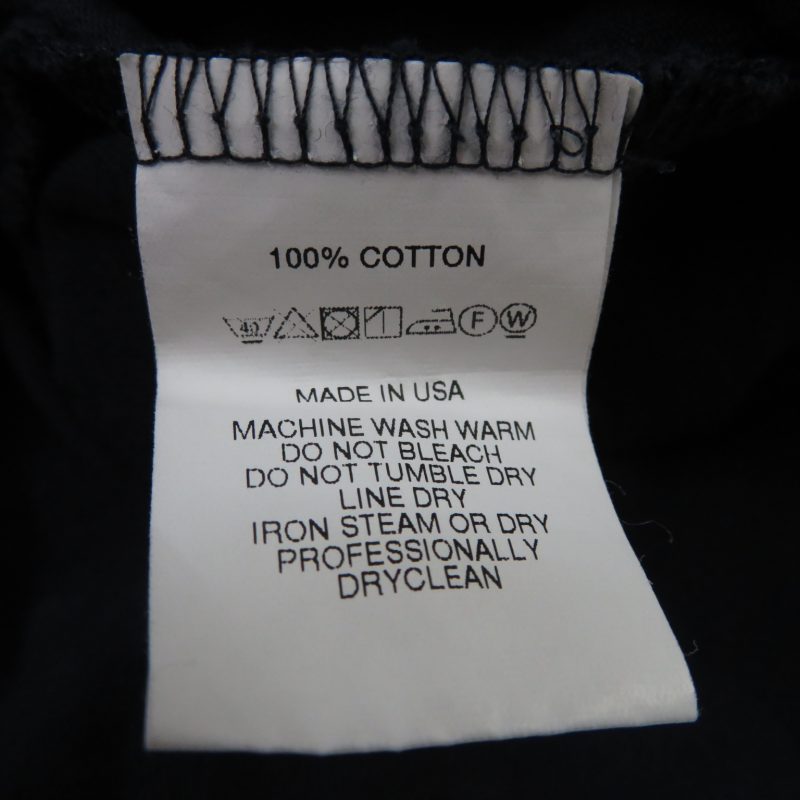 100% COTTON
40 F W
MADE IN USA
MACHINE WASH WARM
DO NOT BLEACH
DO NOT TUMBLE DRY
LINE DRY
IRON STEAM OR DRY
PROFESSIONALLY
DRYCLEAN